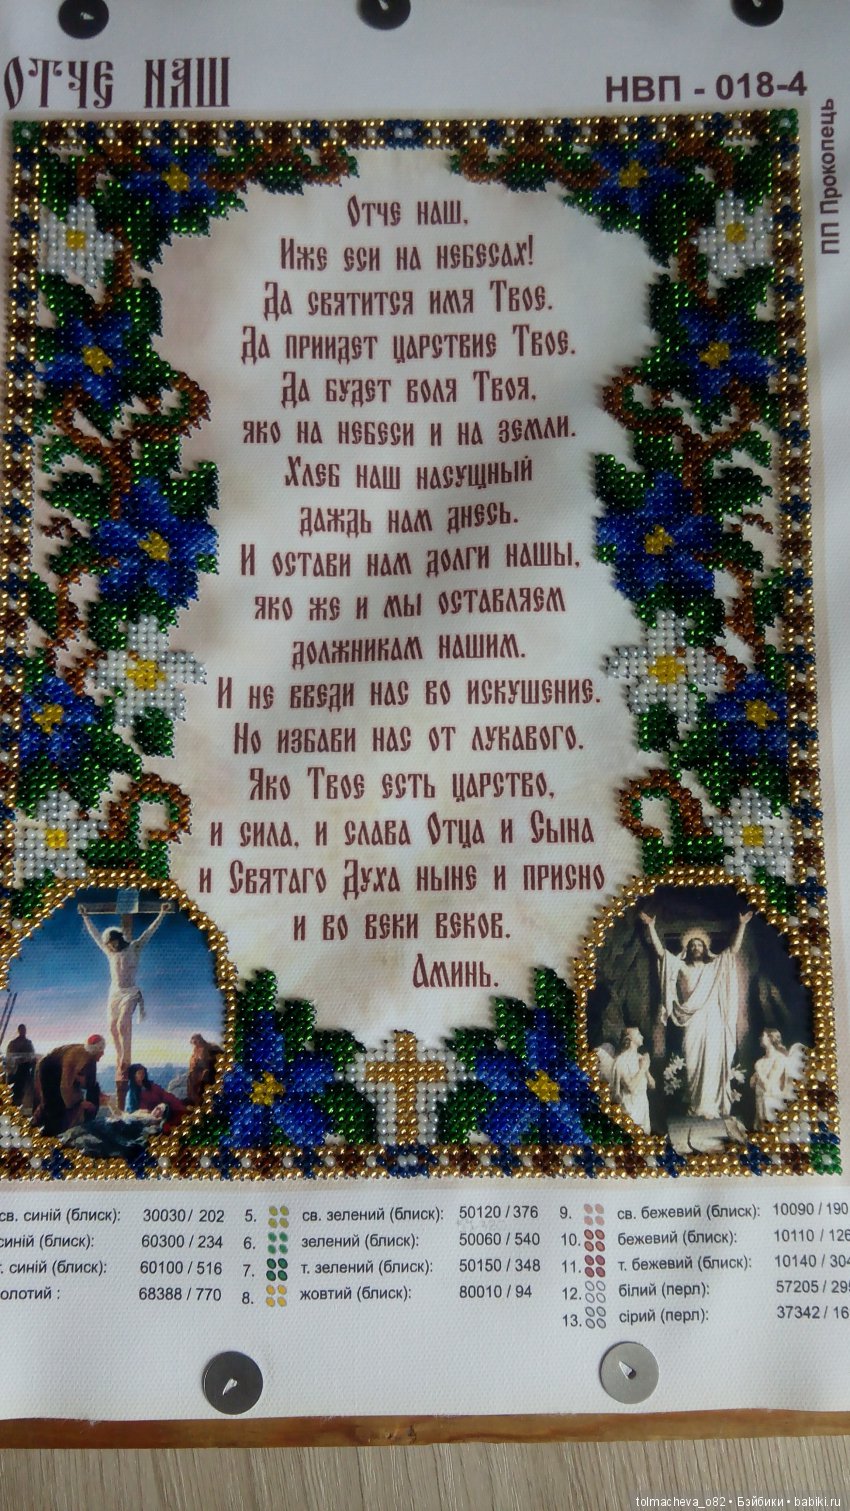 ОТЧЕ НАШ
НВП - 018-4
ПП Прокопець
Отче наш,
Иже еси на небесах!
Да святится имя Твое.
Да приидет царствие Твое.
Да будет воля Твоя,
яко на небеси и на земли.
Хлеб наш насущный
даждь нам днесь.
И остави нам долги нашы,
яко же и мы оставляем
должникам нашим.
И не введи нас во искушение.
Но избави нас от лукавого.
Яко Твое есть царство,
и сила, и слава Отца и Сына
и Святаго Духа ныне и присно
и во веки веков.
Аминь.
св. синій (блиск): 30030 / 202
синій (блиск): 60300 / 234
т. синій (блиск): 60100 / 516
олотий : 68388 / 770
5. св. зелений (блиск): 50120 / 376
6. зелений (блиск): 50060 / 540
7. т. зелений (блиск): 50150 / 348
8. жовтий (блиск): 80010 / 94
9. св. бежевий (блиск): 10090 / 190
10. бежевий (блиск): 10110 / 126
11. т. бежевий (блиск): 10140 / 304
12. білий (перл): 57205 / 295
13. сірий (перл): 37342 / 16
tolmacheva_o82 • Бэйбики • babiki.ru